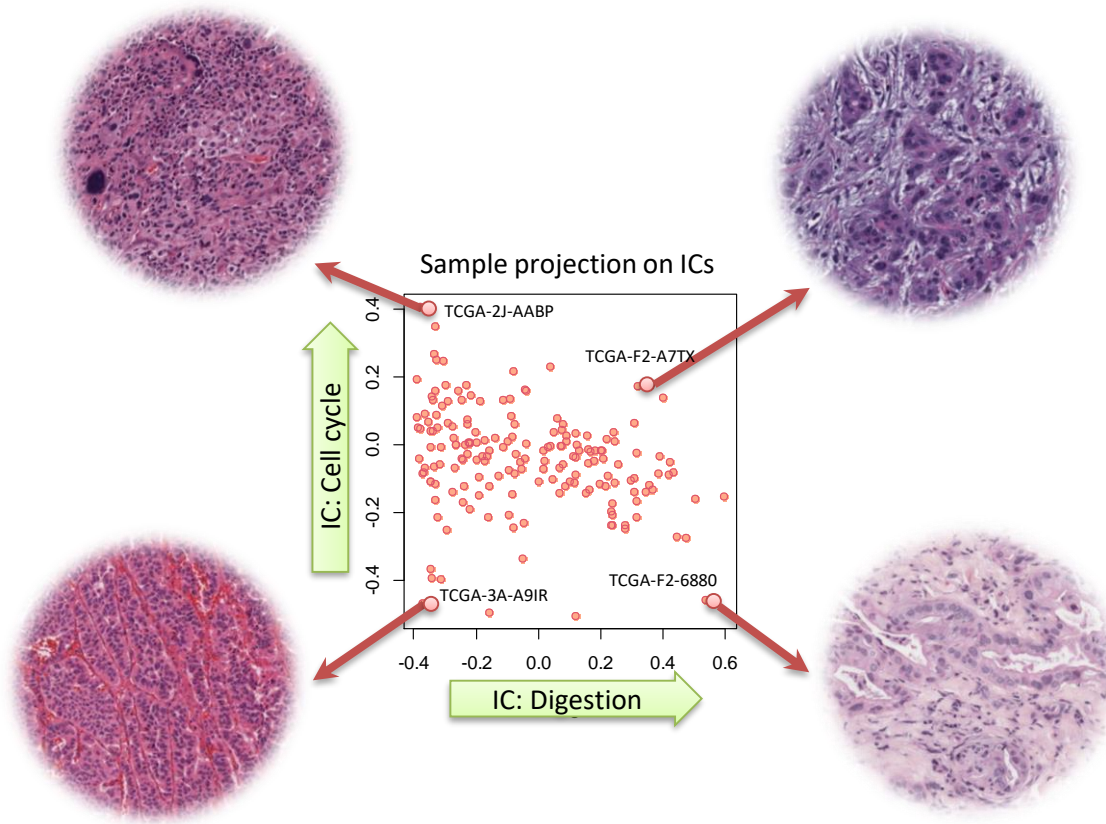 Sample projection on ICs
TCGA-2J-AABP
TCGA-F2-A7TX
TCGA-3A-A9IR
TCGA-F2-6880
IC: Cell cycle
0.4
0.2
0.0
-0.2
-0.4
-0.4 -0.2 0.0 0.2 0.4 0.6
IC: Digestion